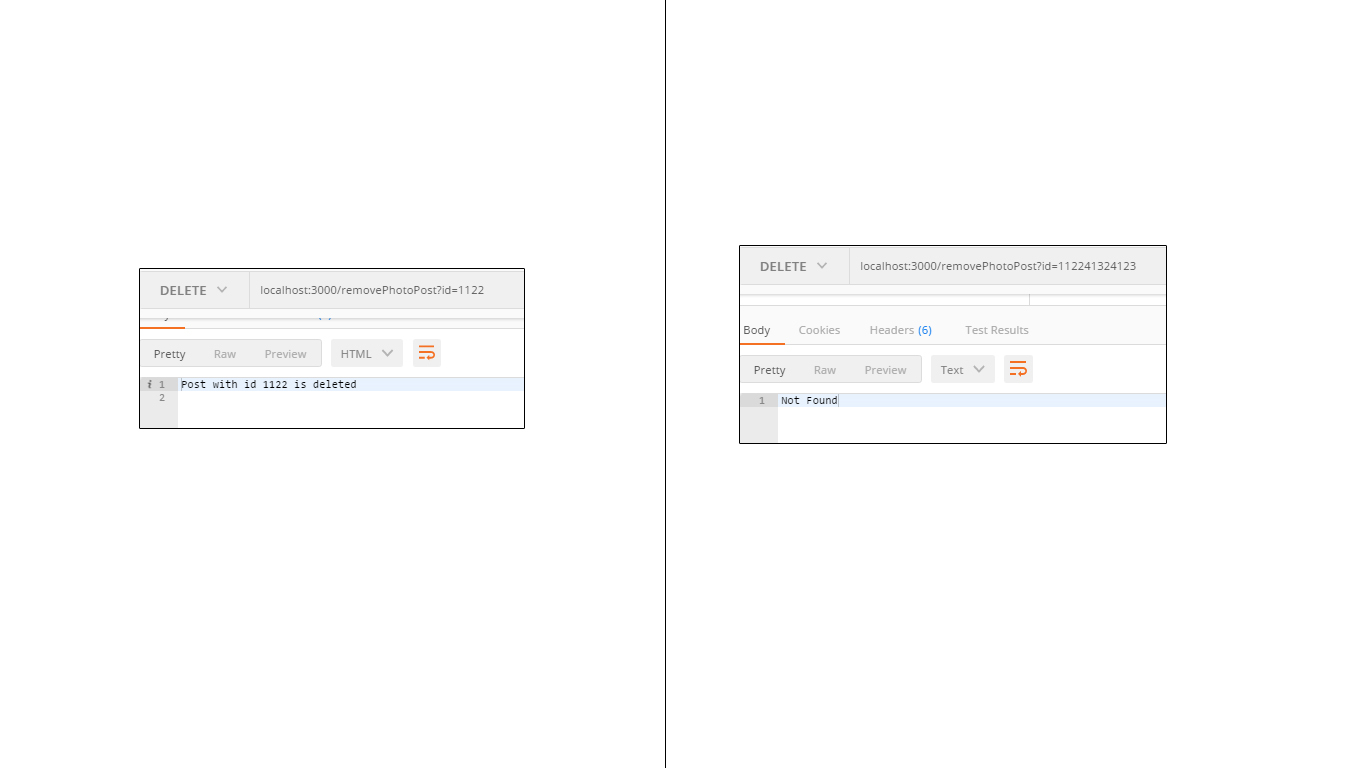 DELETE localhost:3000/removePhotoPost?id=1122
Pretty Raw Preview HTML
i 1 Post with id 1122 is deleted
2
DELETE localhost:3000/removePhotoPost?id=112241324123
Body Cookies Headers (6) Test Results
Pretty Raw Preview Text
1 Not Found